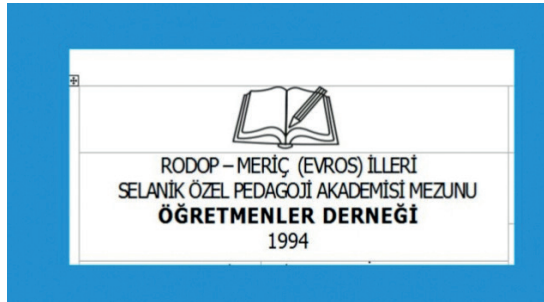 RODOP – MERİÇ (EVROS) İLLERİ
SELANİK ÖZEL PEDAGOJİ AKADEMİSİ MEZUNU
ÖĞRETMENLER DERNEĞİ
1994